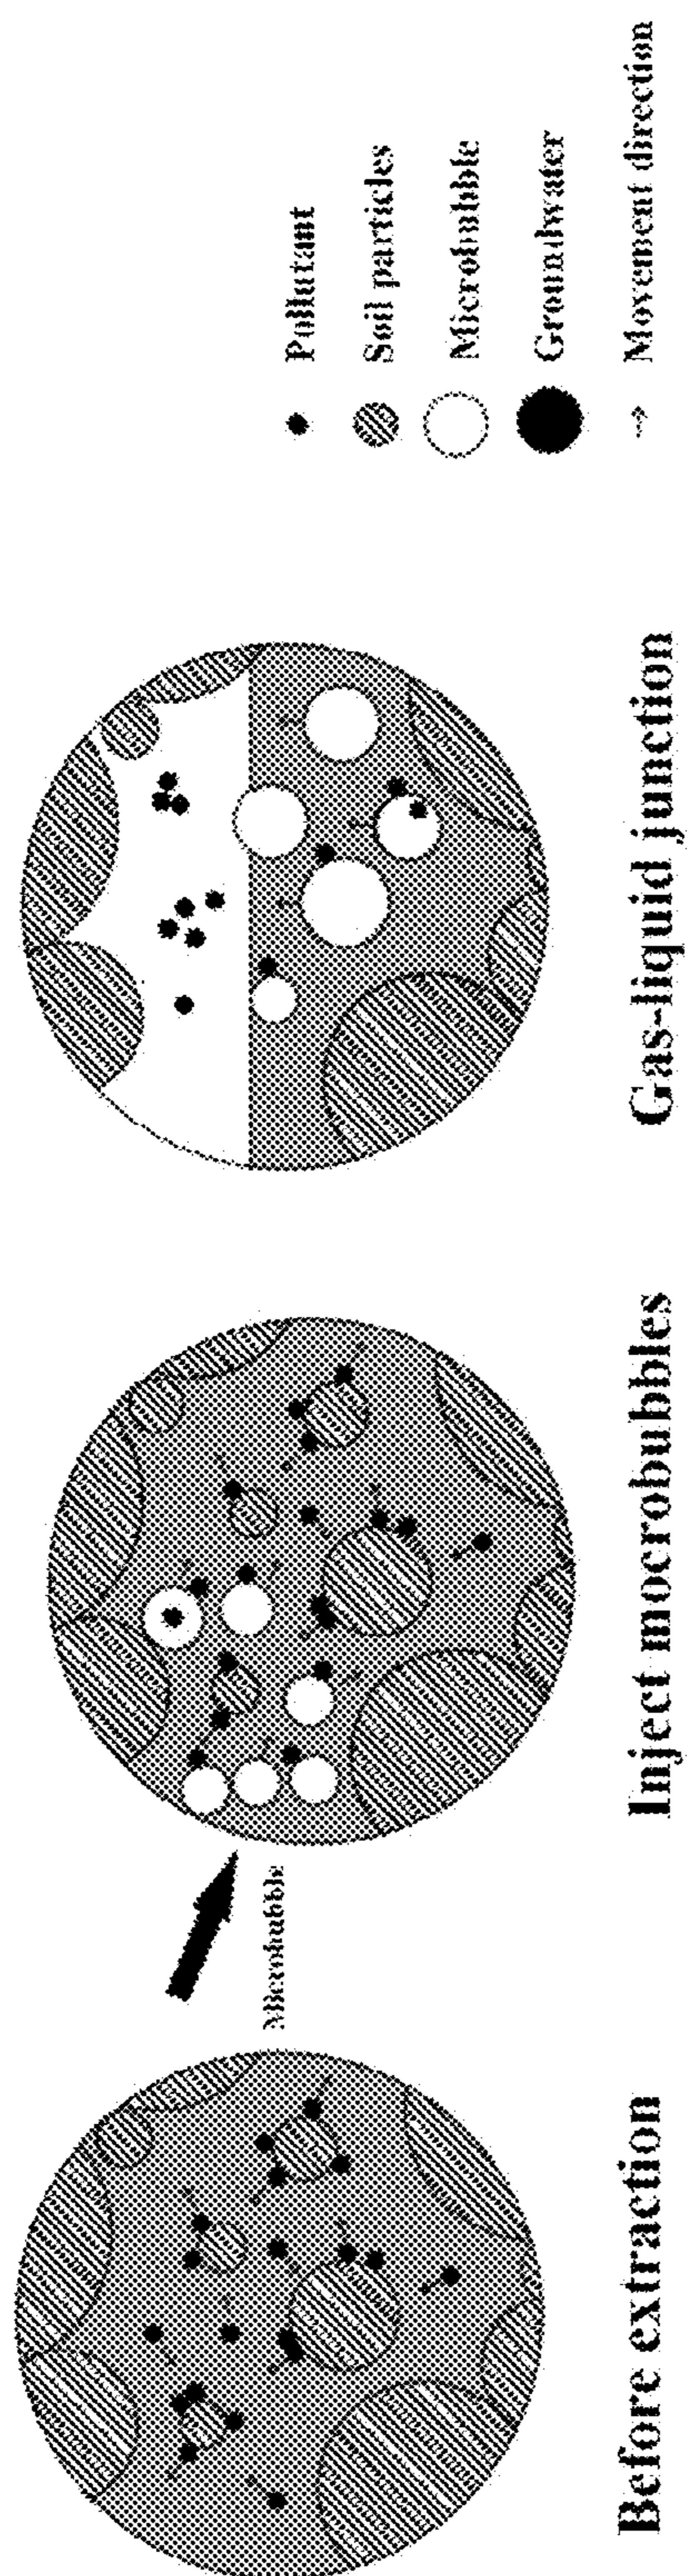 Before extraction
Microbubble
Inject mocrobubbles
Gas-liquid junction
Pollutant
Soil particles
Microbubble
Groundwater
Movement direction